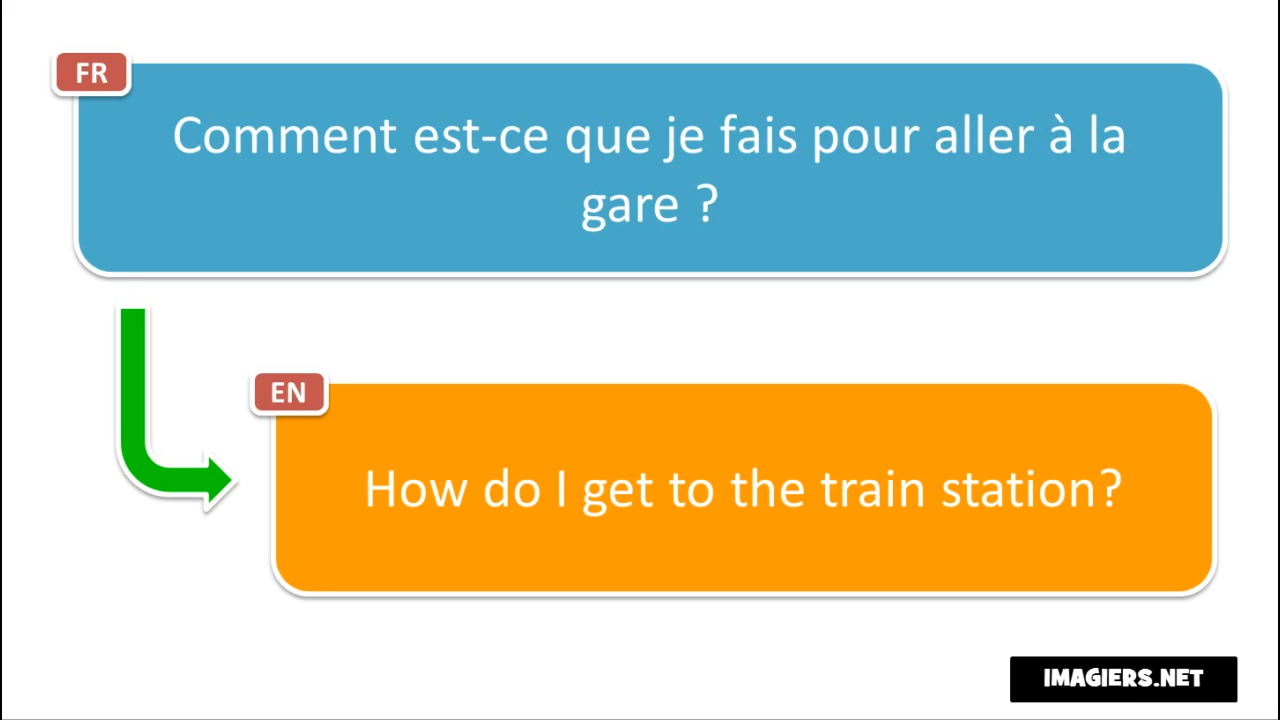 FR
Comment est-ce que je fais pour aller à la
gare ?
EN
How do I get to the train station?
IMAGIERS.NET